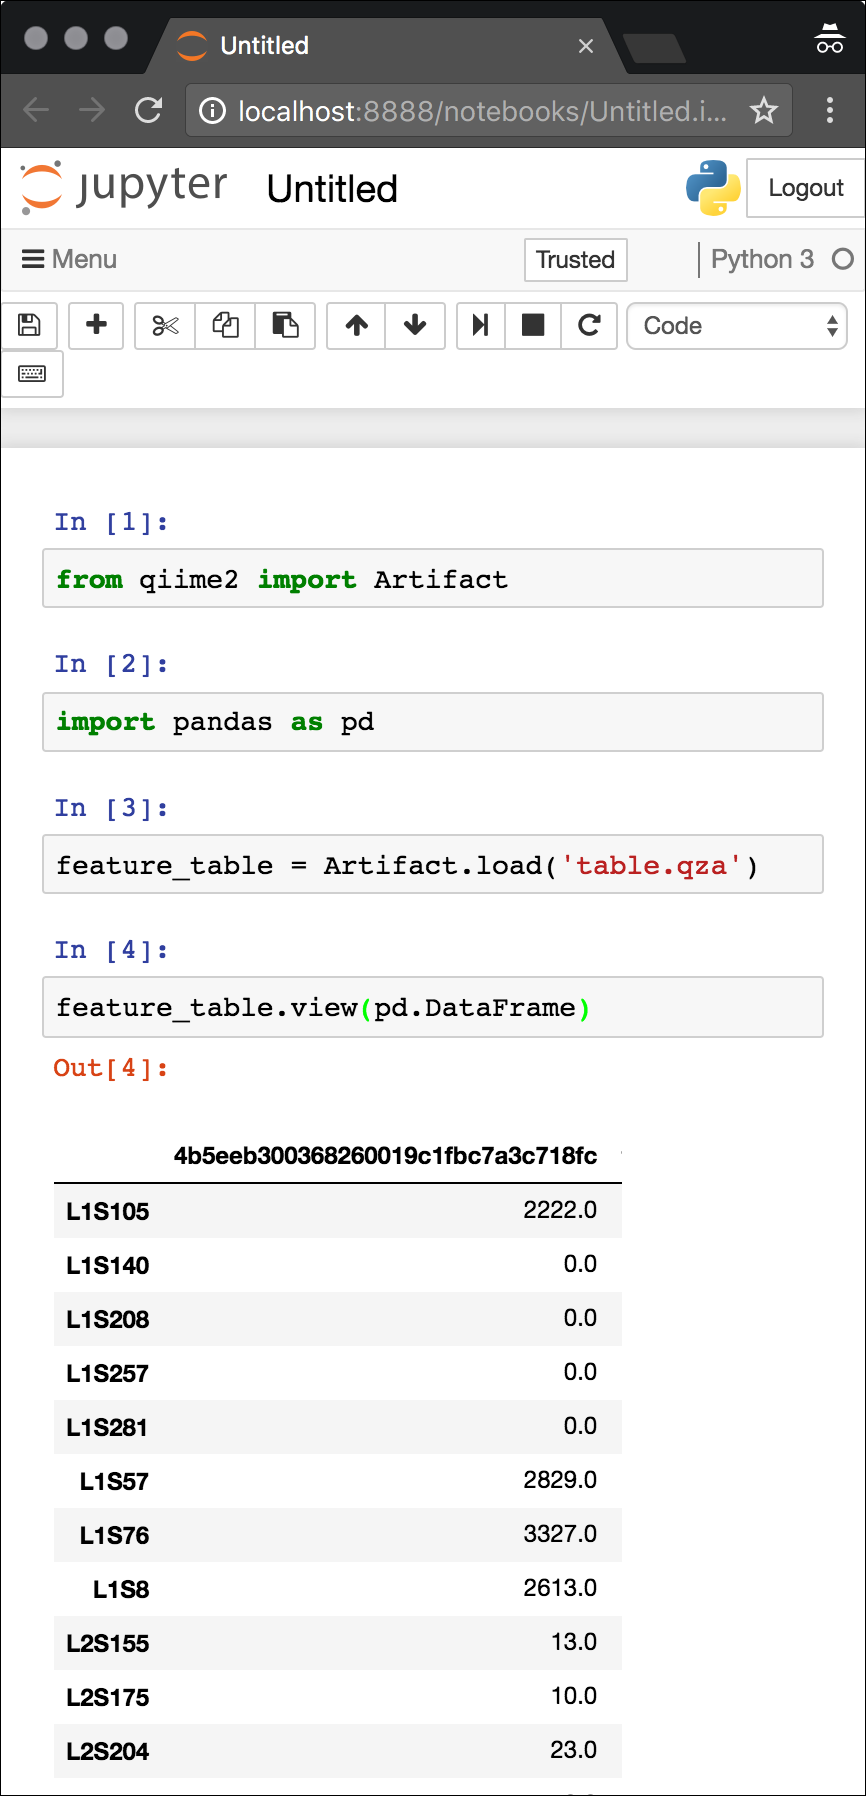 Untitled
localhost:8888/notebooks/Untitled.i...
jupyter Untitled Logout
Menu Trusted Python 3
Code
In [1]:
from qiime2 import Artifact
In [2]:
import pandas as pd
In [3]:
feature_table = Artifact.load('table.qza')
In [4]:
feature_table.view(pd.DataFrame)
Out[4]:
4b5eeb300368260019c1fbc7a3c718fc
L1S105 2222.0
L1S140 0.0
L1S208 0.0
L1S257 0.0
L1S281 0.0
L1S57 2829.0
L1S76 3327.0
L1S8 2613.0
L2S155 13.0
L2S175 10.0
L2S204 23.0